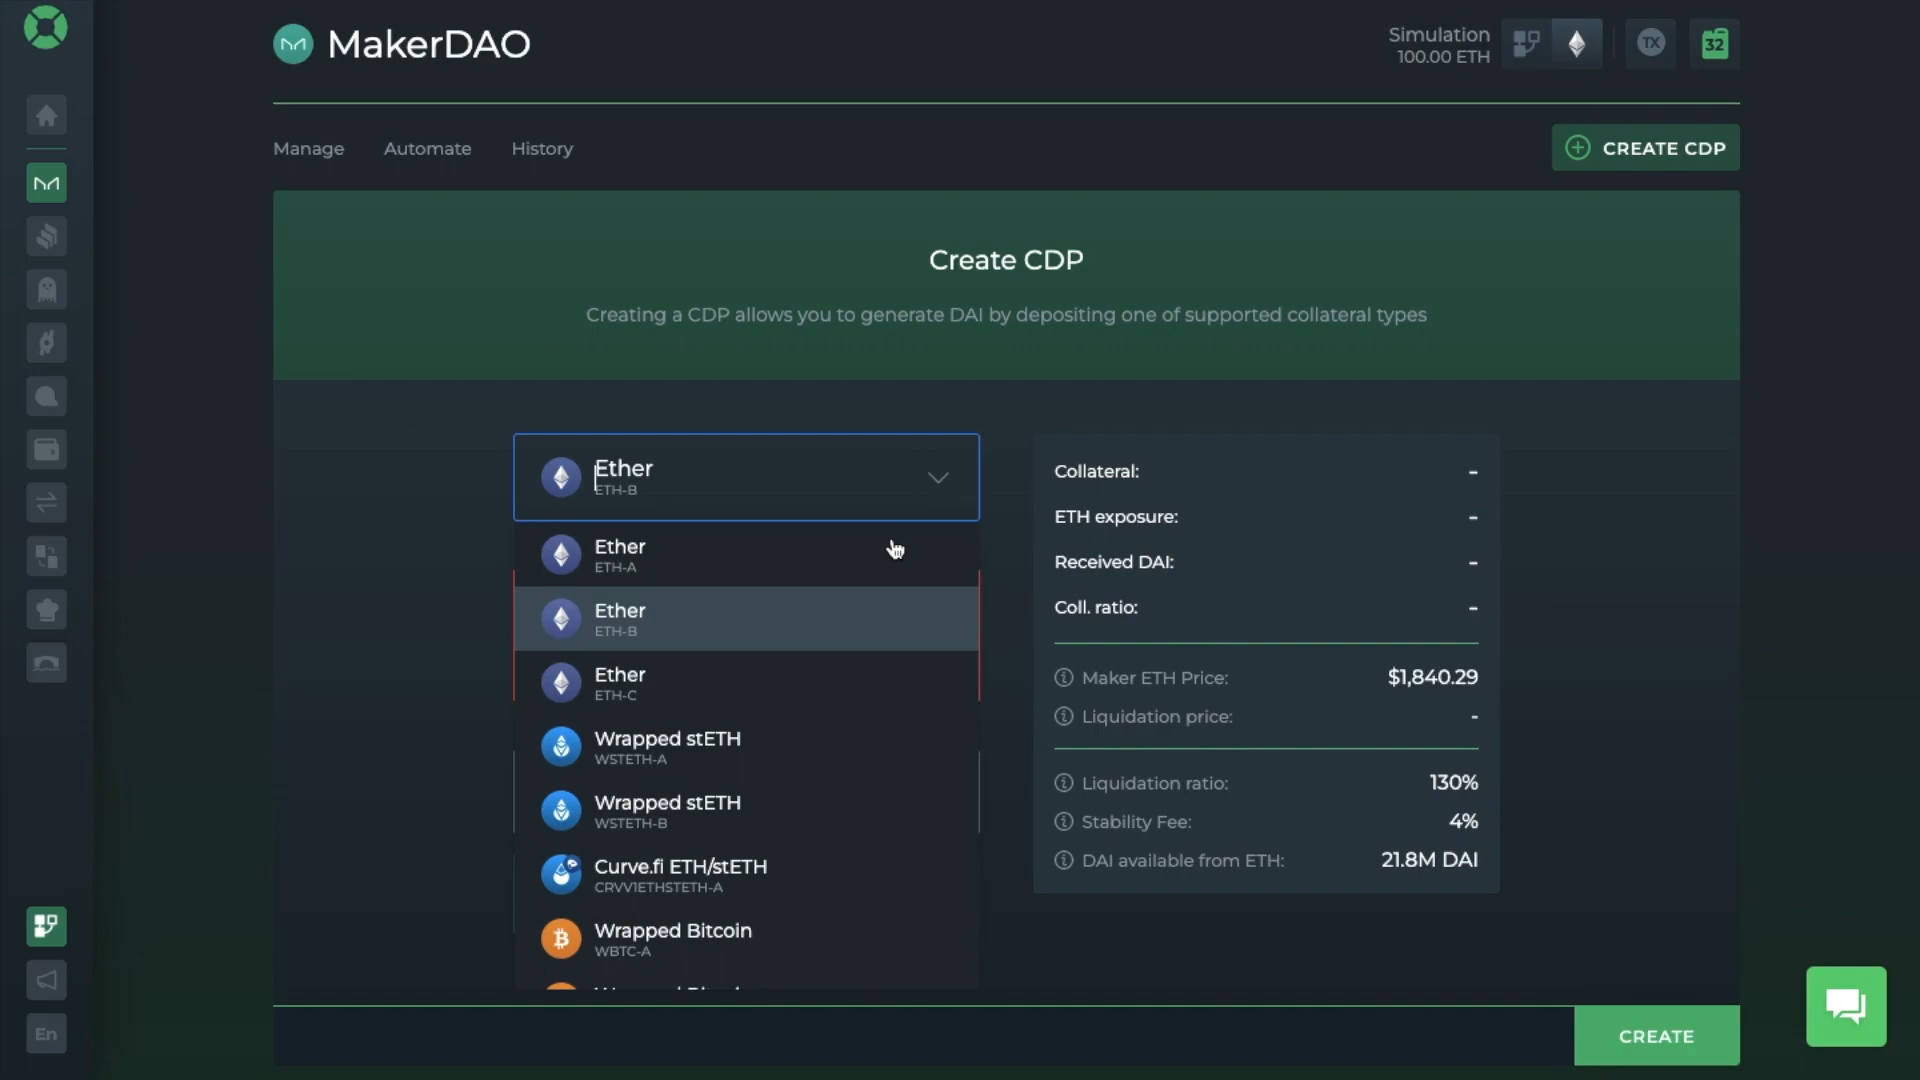 MakerDAO
Simulation
100.00 ETH
TX
32
Manage
Automate
History
CREATE CDP
Create CDP
Creating a CDP allows you to generate DAI by depositing one of supported collateral types
Ether
ETH-B
Ether
ETH-A
Ether
ETH-B
Ether
ETH-C
Wrapped stETH
WSTETH-A
Wrapped stETH
WSTETH-B
Curve.fi ETH/stETH
CRVV1ETHSTETH-A
Wrapped Bitcoin
WBTC-A
Collateral: -
ETH exposure: -
Received DAI: -
Coll. ratio: -
Maker ETH Price: $1,840.29
Liquidation price: -
Liquidation ratio: 130%
Stability Fee: 4%
DAI available from ETH: 21.8M DAI
En
CREATE